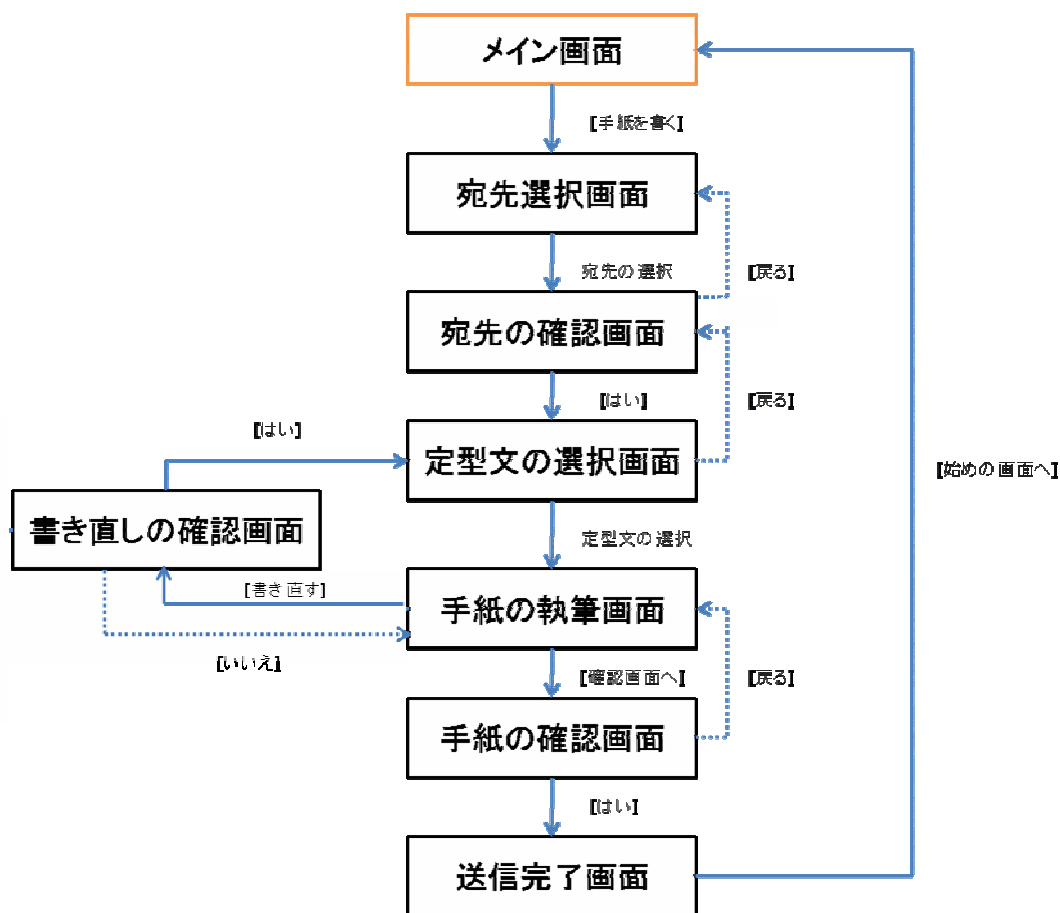 メイン画面
[手紙を書く]
宛先選択画面
宛先の選択
[戻る]
宛先の確認画面
[はい]
[戻る]
[はい]
定型文の選択画面
[始めの画面へ]
書き直しの確認画面
定型文の選択
[書き直す]
手紙の執筆画面
[いいえ]
[確認画面へ]
[戻る]
手紙の確認画面
[はい]
送信完了画面